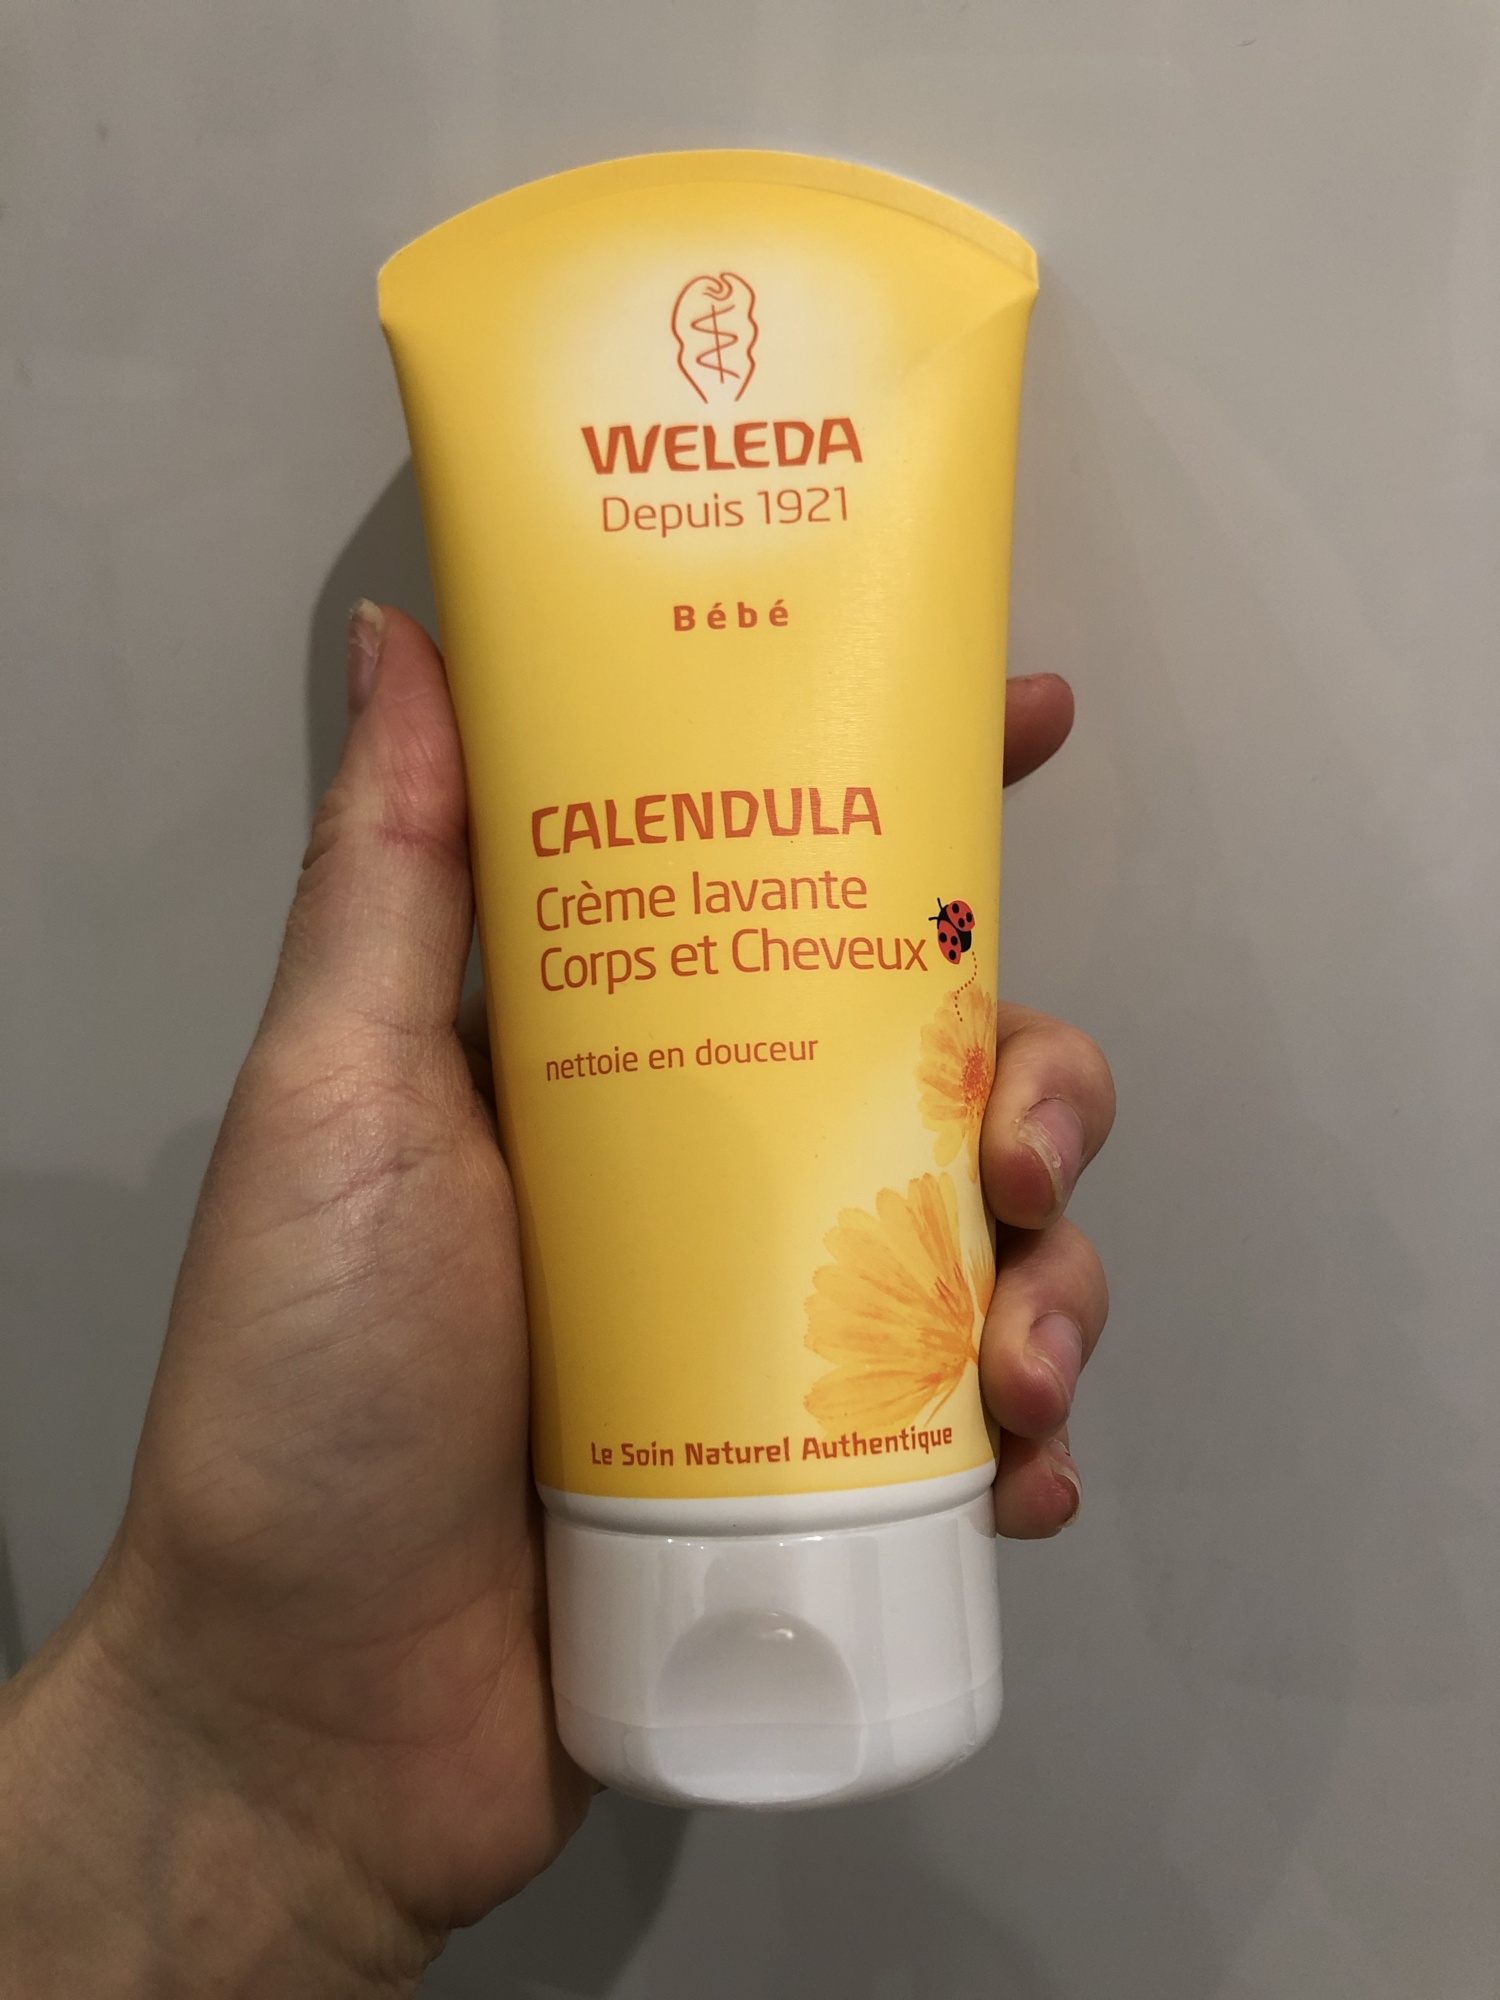 WELEDA
Depuis 1921
Bébé
CALENDULA
Crème lavante
Corps et Cheveux
nettoie en douceur
Le Soin Naturel Authentique